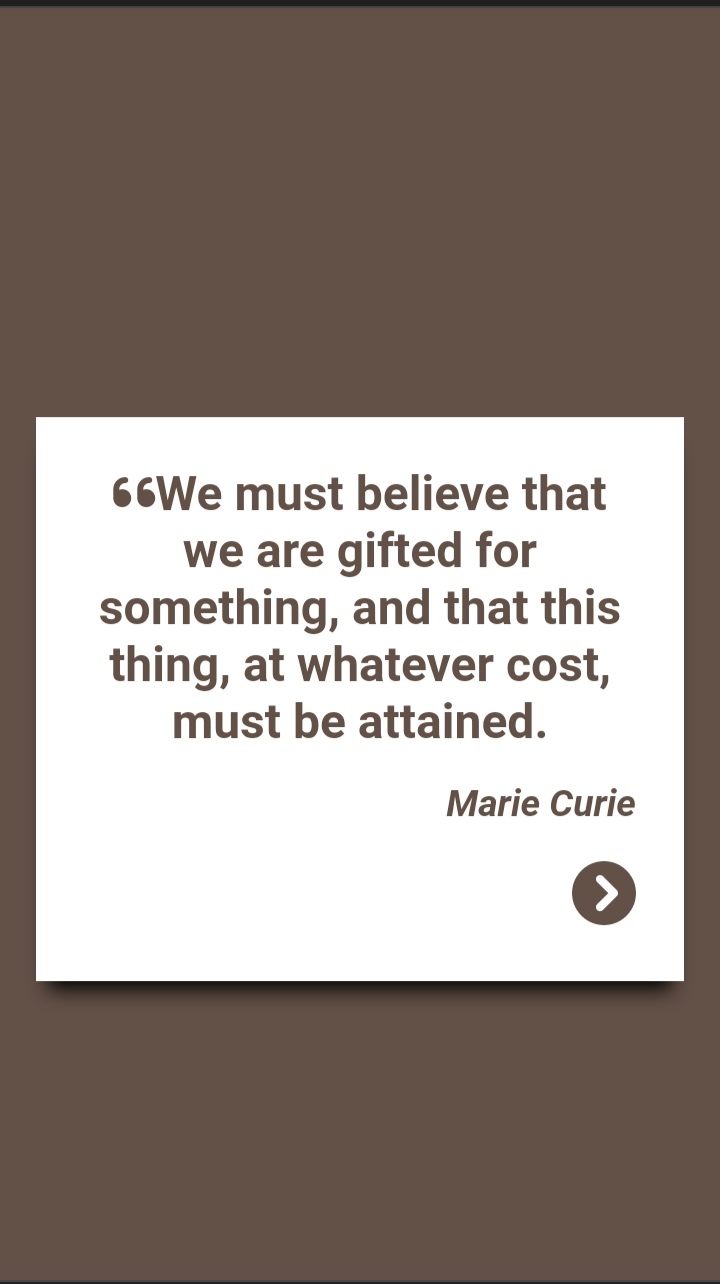 ❝We must believe that
we are gifted for
something, and that this
thing, at whatever cost,
must be attained.
Marie Curie